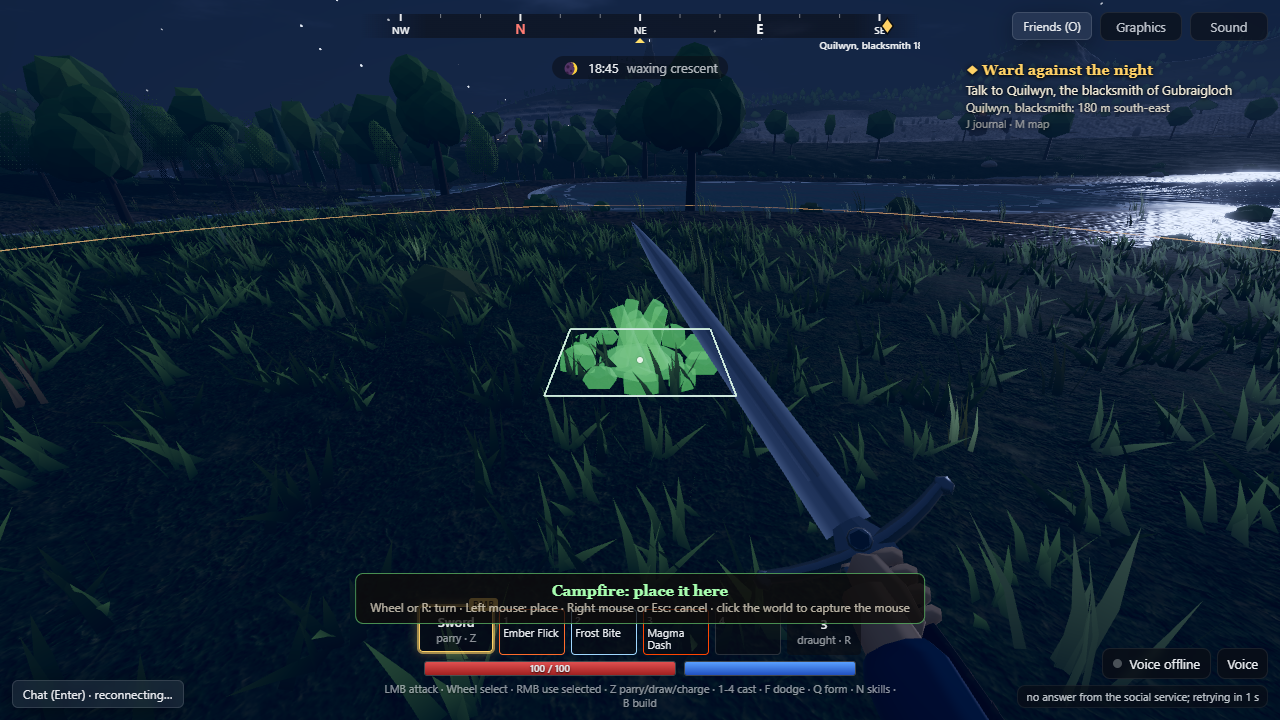 NW N NE E SE
Quilwyn, blacksmith 18
18:45 waxing crescent
Friends (O) Graphics Sound
Ward against the night
Talk to Quilwyn, the blacksmith of Gubraigloch
Quilwyn, blacksmith: 180 m south-east
J journal · M map
Campfire: place it here
Wheel or R: turn · Left mouse: place · Right mouse or Esc: cancel · click the world to capture the mouse
Sword
parry · Z
1
Ember Flick
2
Frost Bite
3
Magma
Dash
4
3
draught · R
100 / 100
LMB attack · Wheel select · RMB use selected · Z parry/draw/charge · 1-4 cast · F dodge · Q form · N skills ·
B build
Chat (Enter) · reconnecting...
Voice offline Voice
no answer from the social service; retrying in 1 s